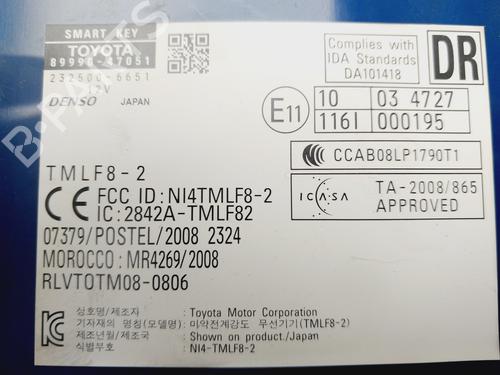 SMART KEY
TOYOTA
89990-47051
232500-6651
12V
DENSO JAPAN
Complies with
IDA Standards
DA101418
DR
E11
10 03 4727
116I 000195
CCAB08LP1790T1
ICASA
TA-2008/865
APPROVED
TMLF8-2
CE FCC ID:NI4TMLF8-2
IC:2842A-TMLF82
07379/POSTEL/2008 2324
MOROCCO:MR4269/2008
RLVTOTM08-0806
상호명/제조자 : Toyota Motor Corporation
기자재의 명칭(모델명): 미약전계강도 무선기기(TMLF8-2)
제조년월/제조국 : Shown on product/Japan
식별부호 : NI4-TMLF8-2